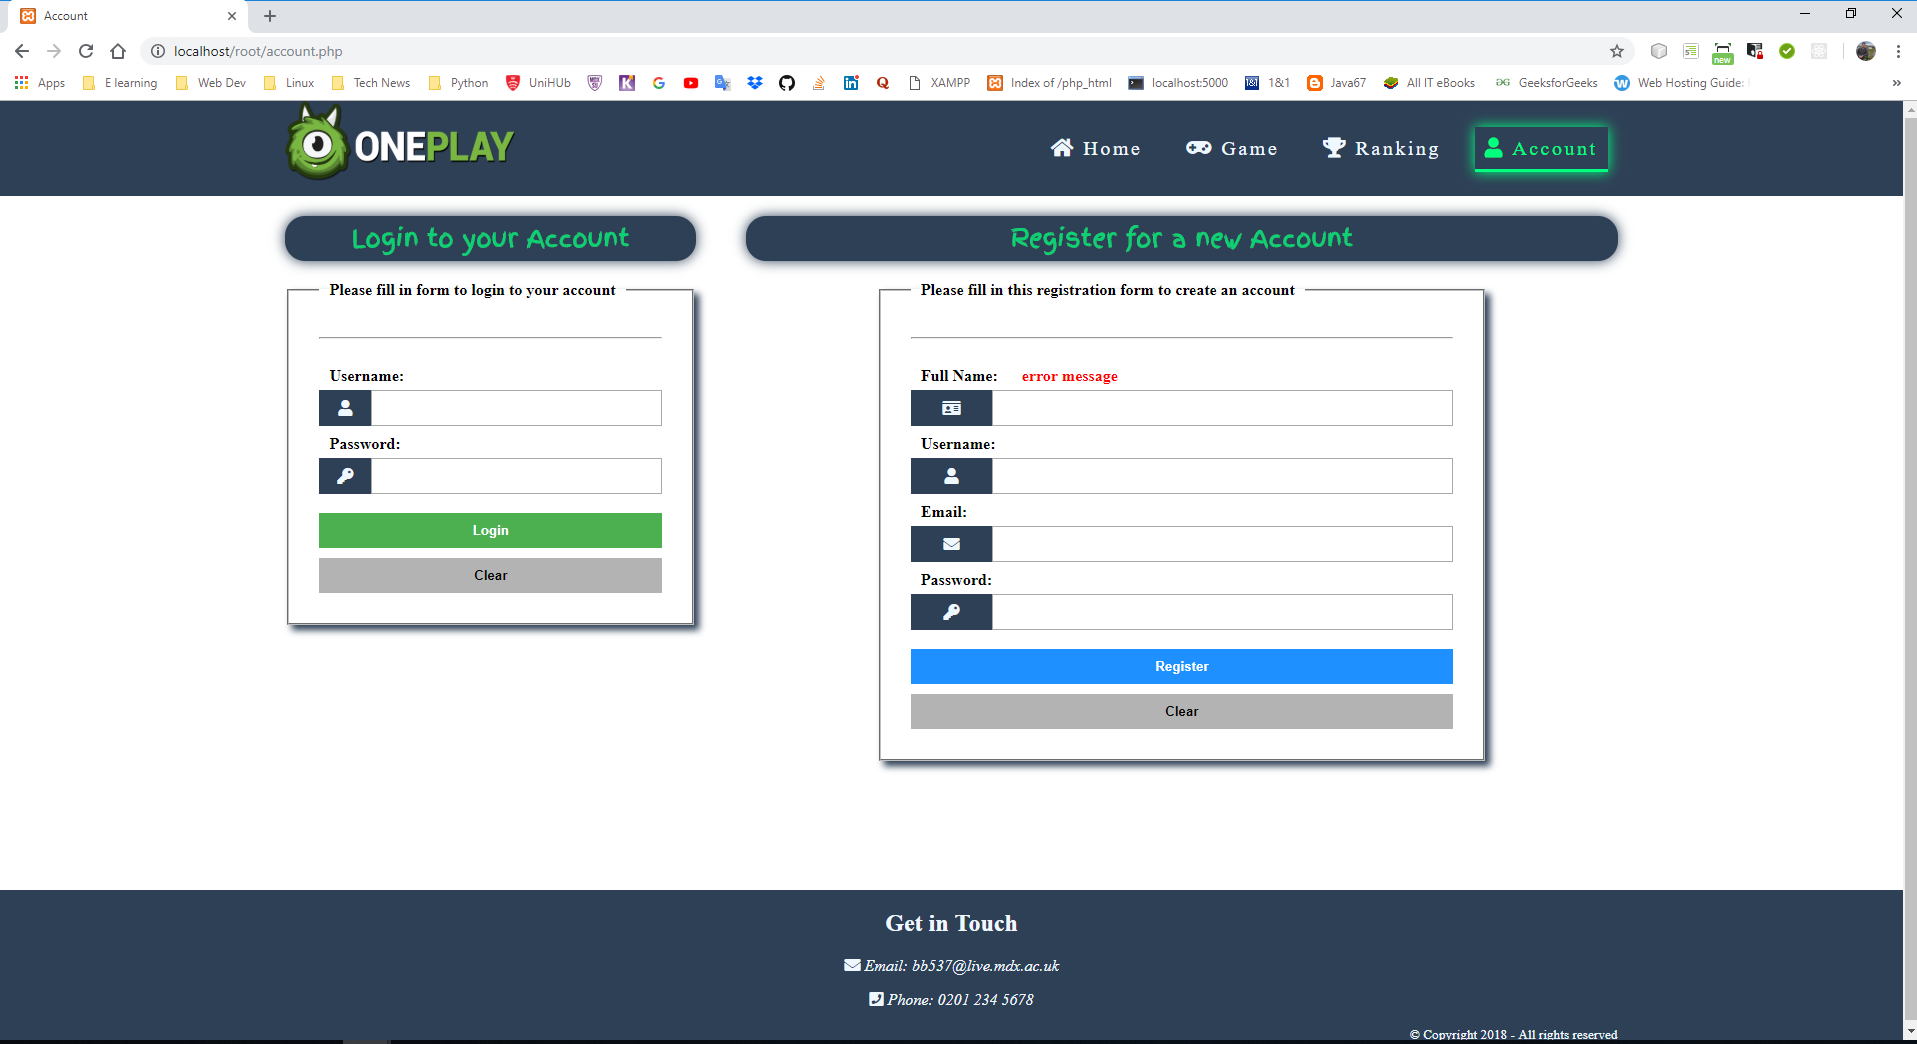 Account
localhost/root/account.php
new
Apps
E learning
Web Dev
Linux
Tech News
Python
UniHUb
XAMPP
Index of /php_html
localhost:5000
1&1
Java67
All IT eBooks
GeeksforGeeks
Web Hosting Guide:
ONEPLAY
Home
Game
Ranking
Account
Login to your Account
Register for a new Account
Please fill in form to login to your account
Username:
Password:
Login
Clear
Please fill in this registration form to create an account
Full Name: error message
Username:
Email:
Password:
Register
Clear
Get in Touch
Email: bb537@live.mdx.ac.uk
Phone: 0201 234 5678
© Copyright 2018 - All rights reserved